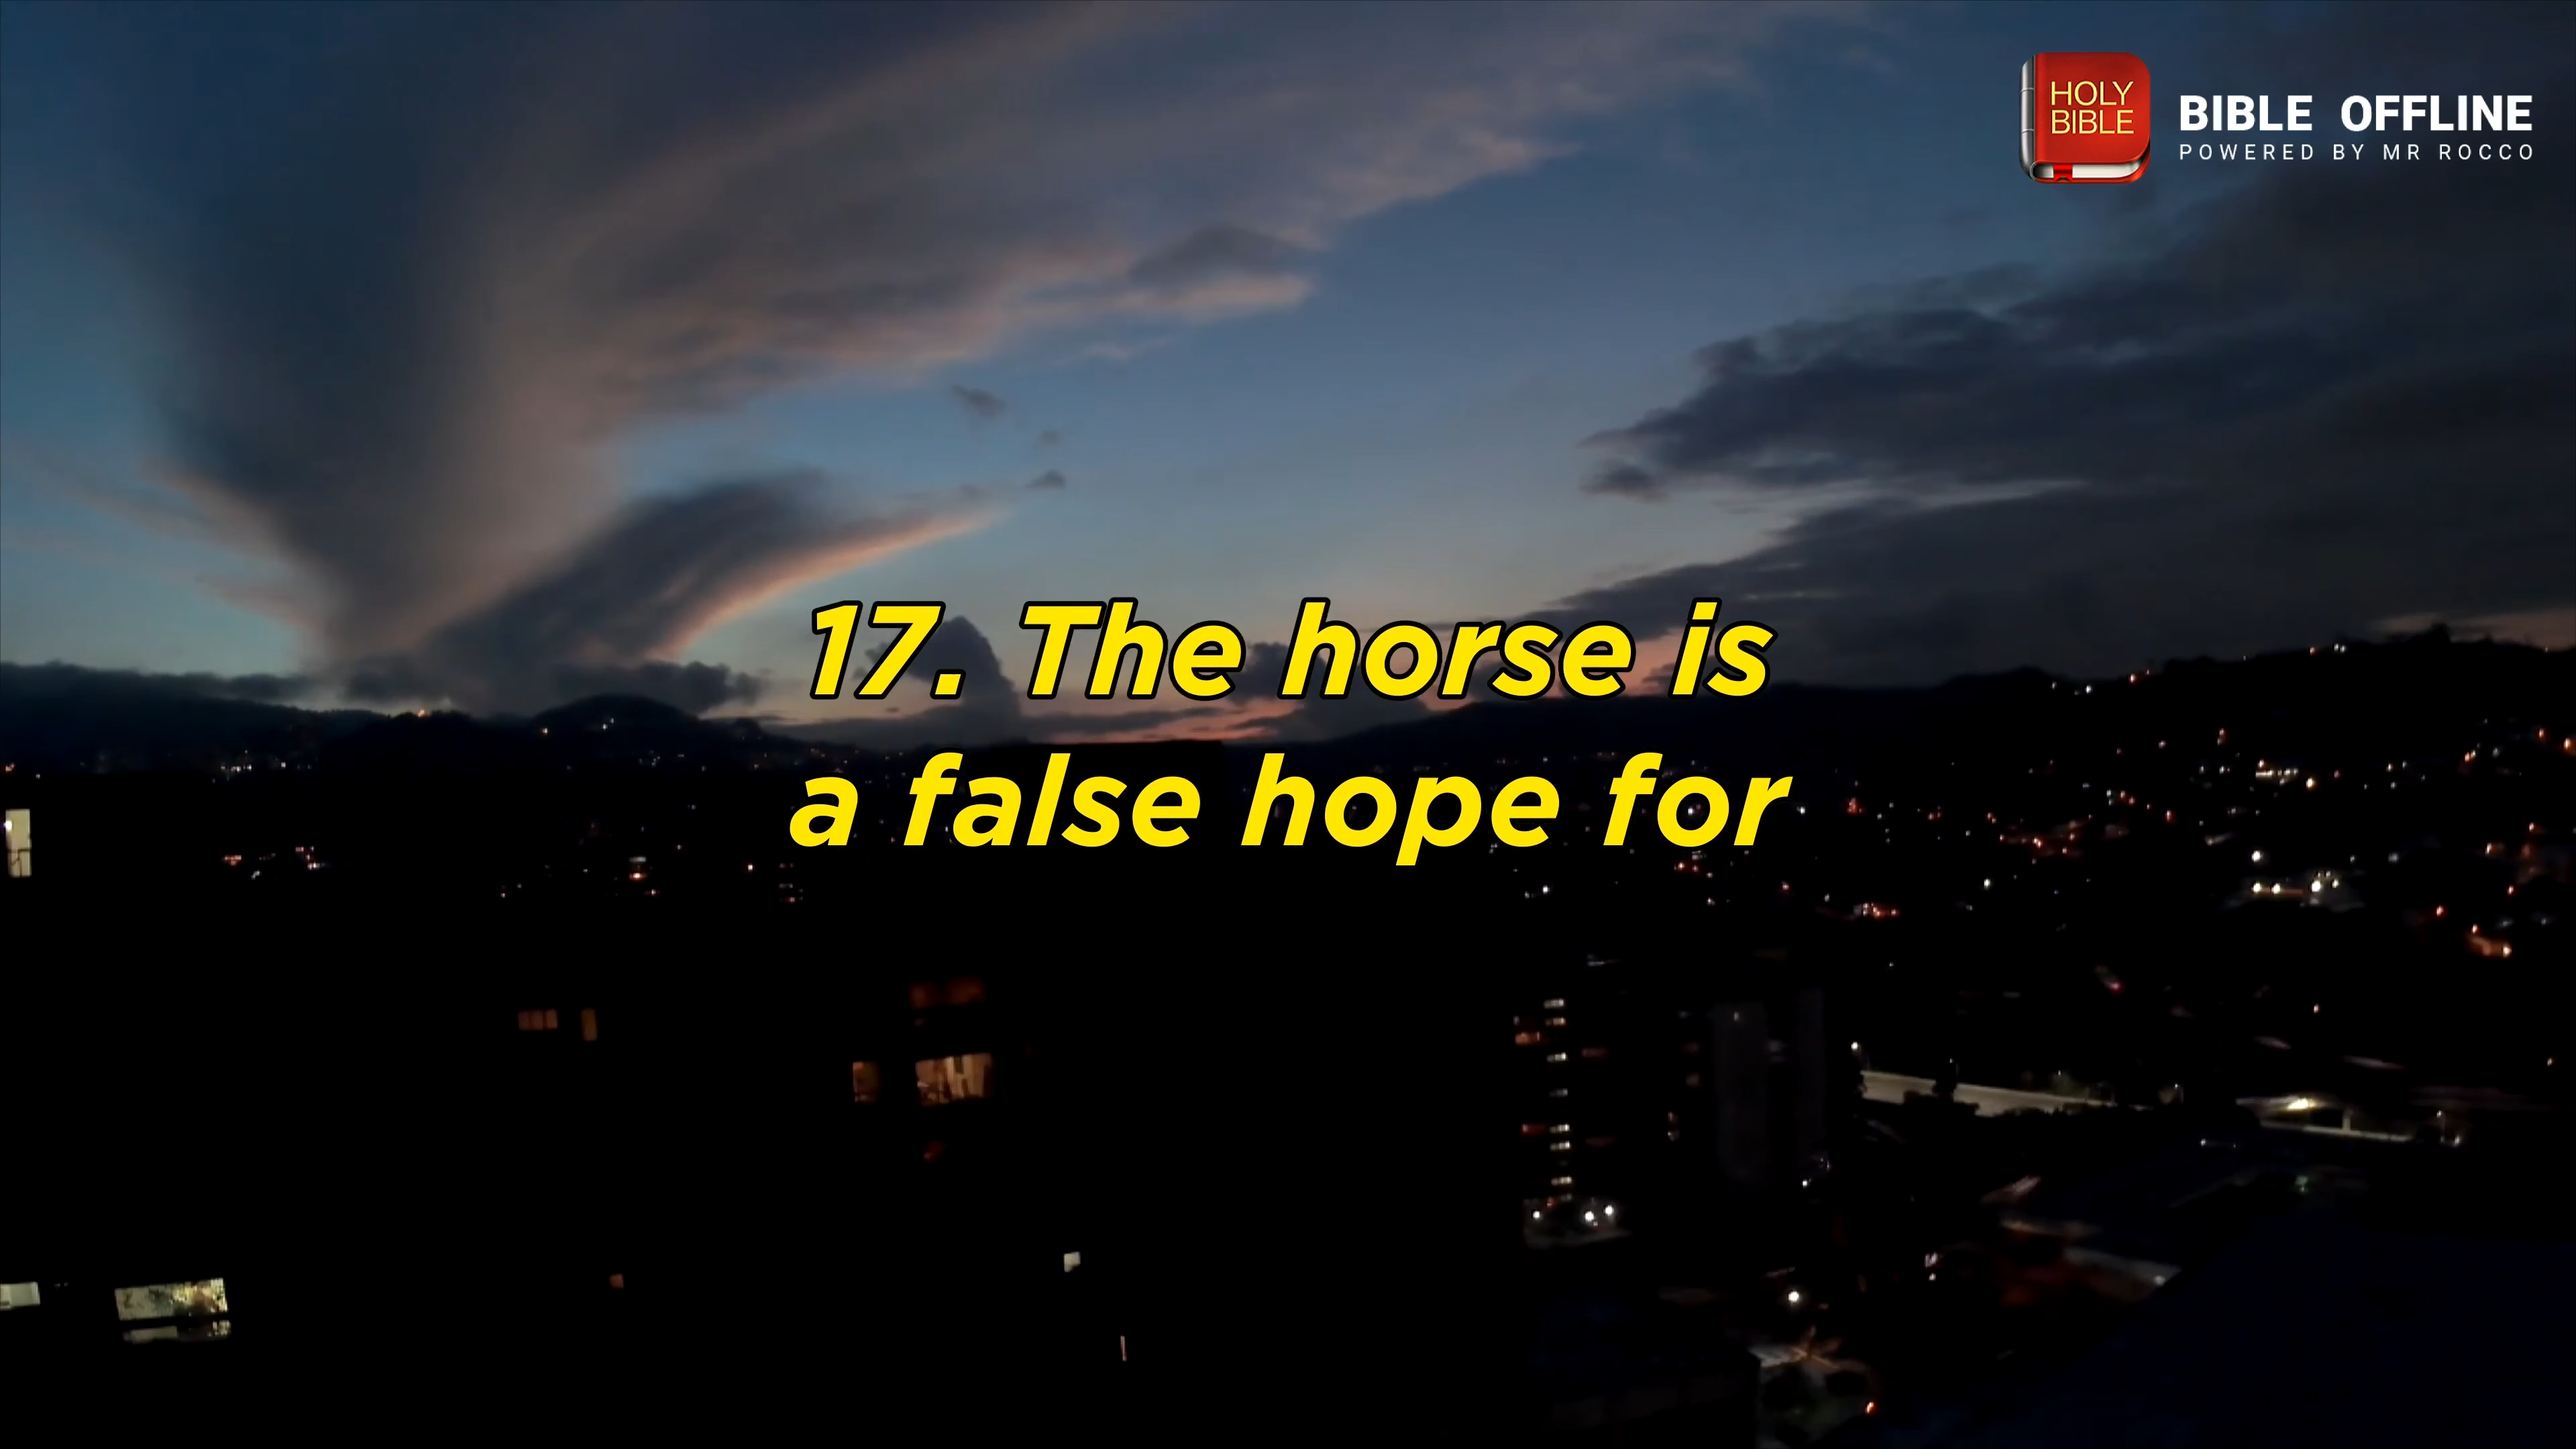 HOLY
BIBLE
BIBLE OFFLINE
POWERED BY MR ROCCO
17. The horse is
a false hope for